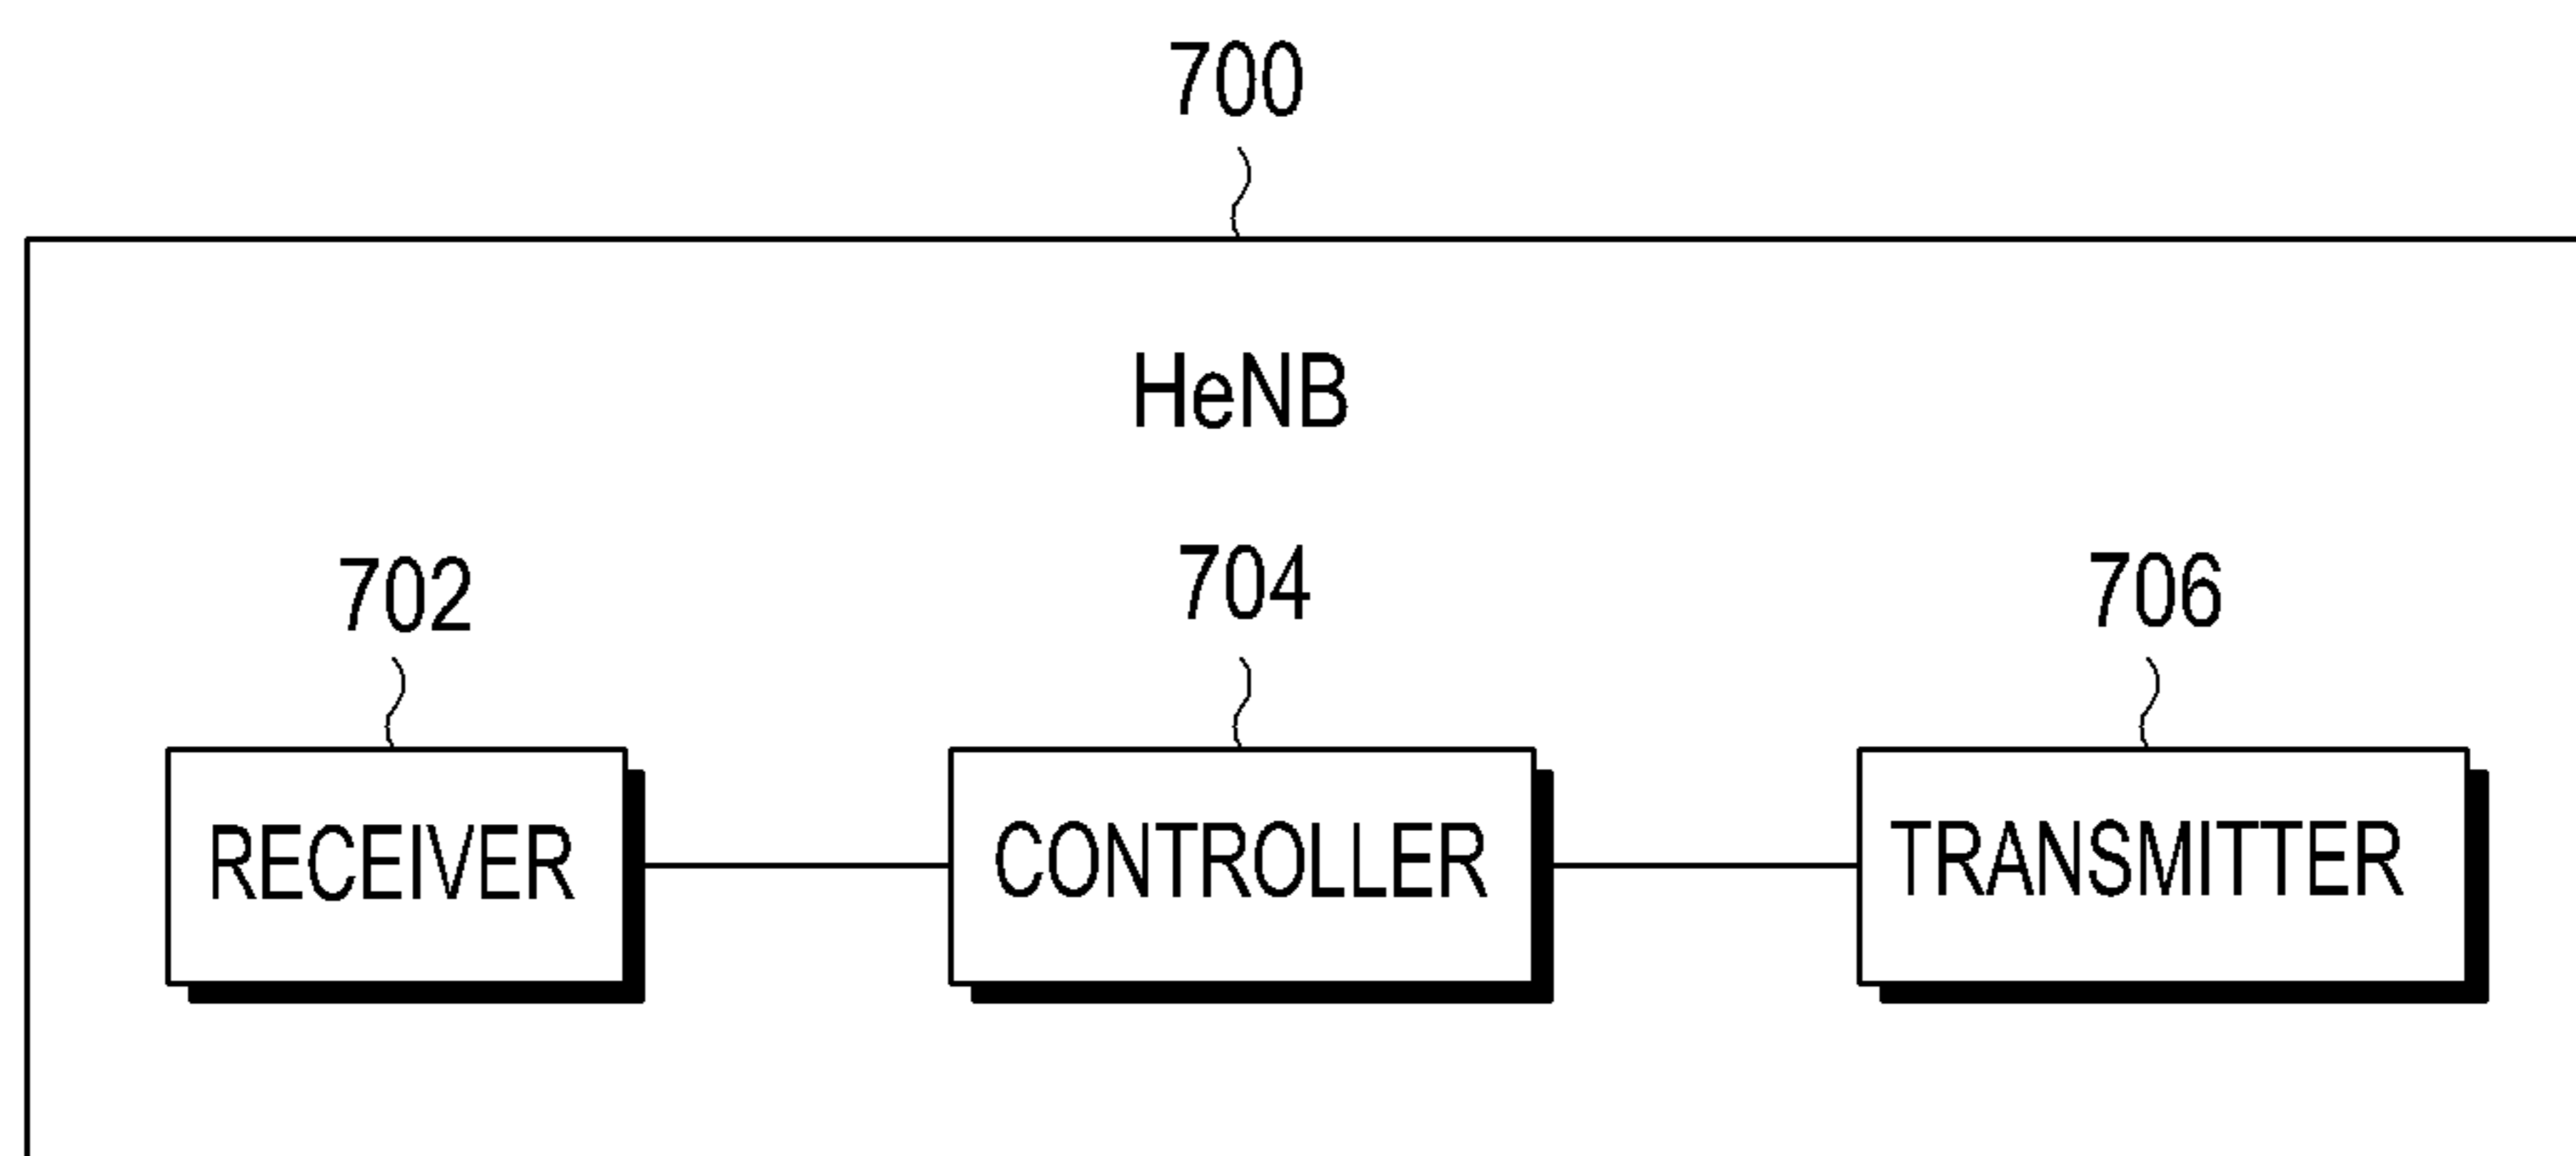 700
HeNB
702
704
706
RECEIVER
CONTROLLER
TRANSMITTER